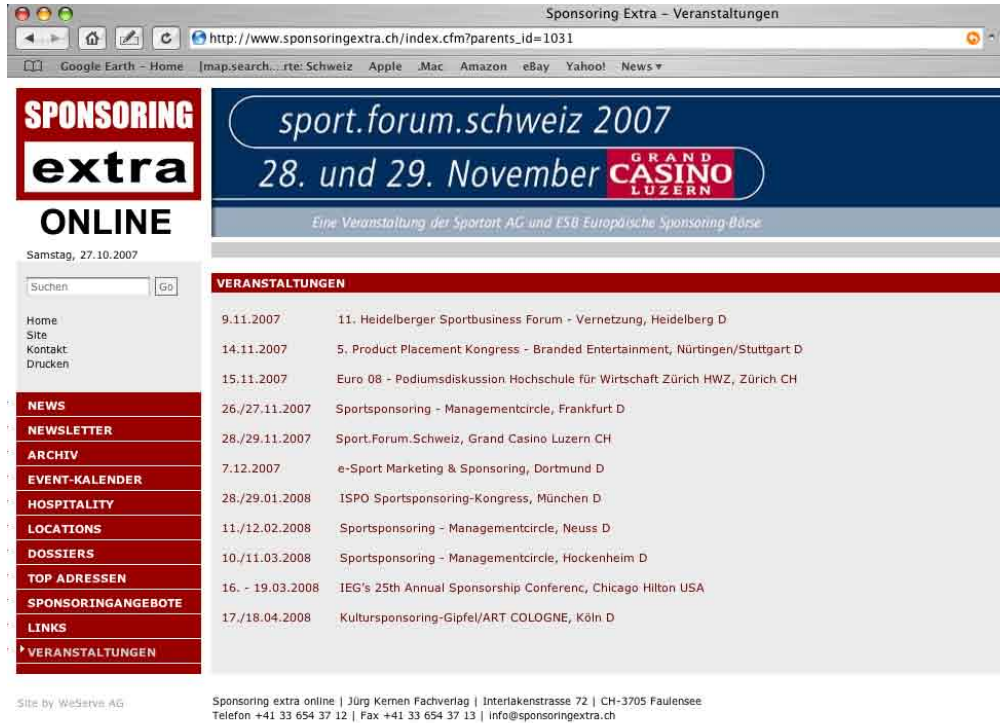 Sponsoring Extra – Veranstaltungen
http://www.sponsoringextra.ch/index.cfm?parents_id=1031
Google Earth – Home Jmap.search....rte: Schweiz Apple .Mac Amazon eBay Yahoo! News
SPONSORING
extra
ONLINE
sport.forum.schweiz 2007
28. und 29. November GRAND CASINO LUZERN
Eine Veranstaltung der Sportart AG und ESB Europäische Sponsoring-Börse
Samstag, 27.10.2007
Suchen Go
Home
Site
Kontakt
Drucken
NEWS
NEWSLETTER
ARCHIV
EVENT-KALENDER
HOSPITALITY
LOCATIONS
DOSSIERS
TOP ADRESSEN
SPONSORINGANGEBOTE
LINKS
VERANSTALTUNGEN
VERANSTALTUNGEN
9.11.2007 11. Heidelberger Sportbusiness Forum - Vernetzung, Heidelberg D
14.11.2007 5. Product Placement Kongress - Branded Entertainment, Nürtingen/Stuttgart D
15.11.2007 Euro 08 - Podiumsdiskussion Hochschule für Wirtschaft Zürich HWZ, Zürich CH
26./27.11.2007 Sportsponsoring - Managementcircle, Frankfurt D
28./29.11.2007 Sport.Forum.Schweiz, Grand Casino Luzern CH
7.12.2007 e-Sport Marketing & Sponsoring, Dortmund D
28./29.01.2008 ISPO Sportsponsoring-Kongress, München D
11./12.02.2008 Sportsponsoring - Managementcircle, Neuss D
10./11.03.2008 Sportsponsoring - Managementcircle, Hockenheim D
16. - 19.03.2008 IEG's 25th Annual Sponsorship Conferenc, Chicago Hilton USA
17./18.04.2008 Kultursponsoring-Gipfel/ART COLOGNE, Köln D
Site by WeServe AG
Sponsoring extra online | Jürg Kernen Fachverlag | Interlakenstrasse 72 | CH-3705 Faulensee
Telefon +41 33 654 37 12 | Fax +41 33 654 37 13 | info@sponsoringextra.ch